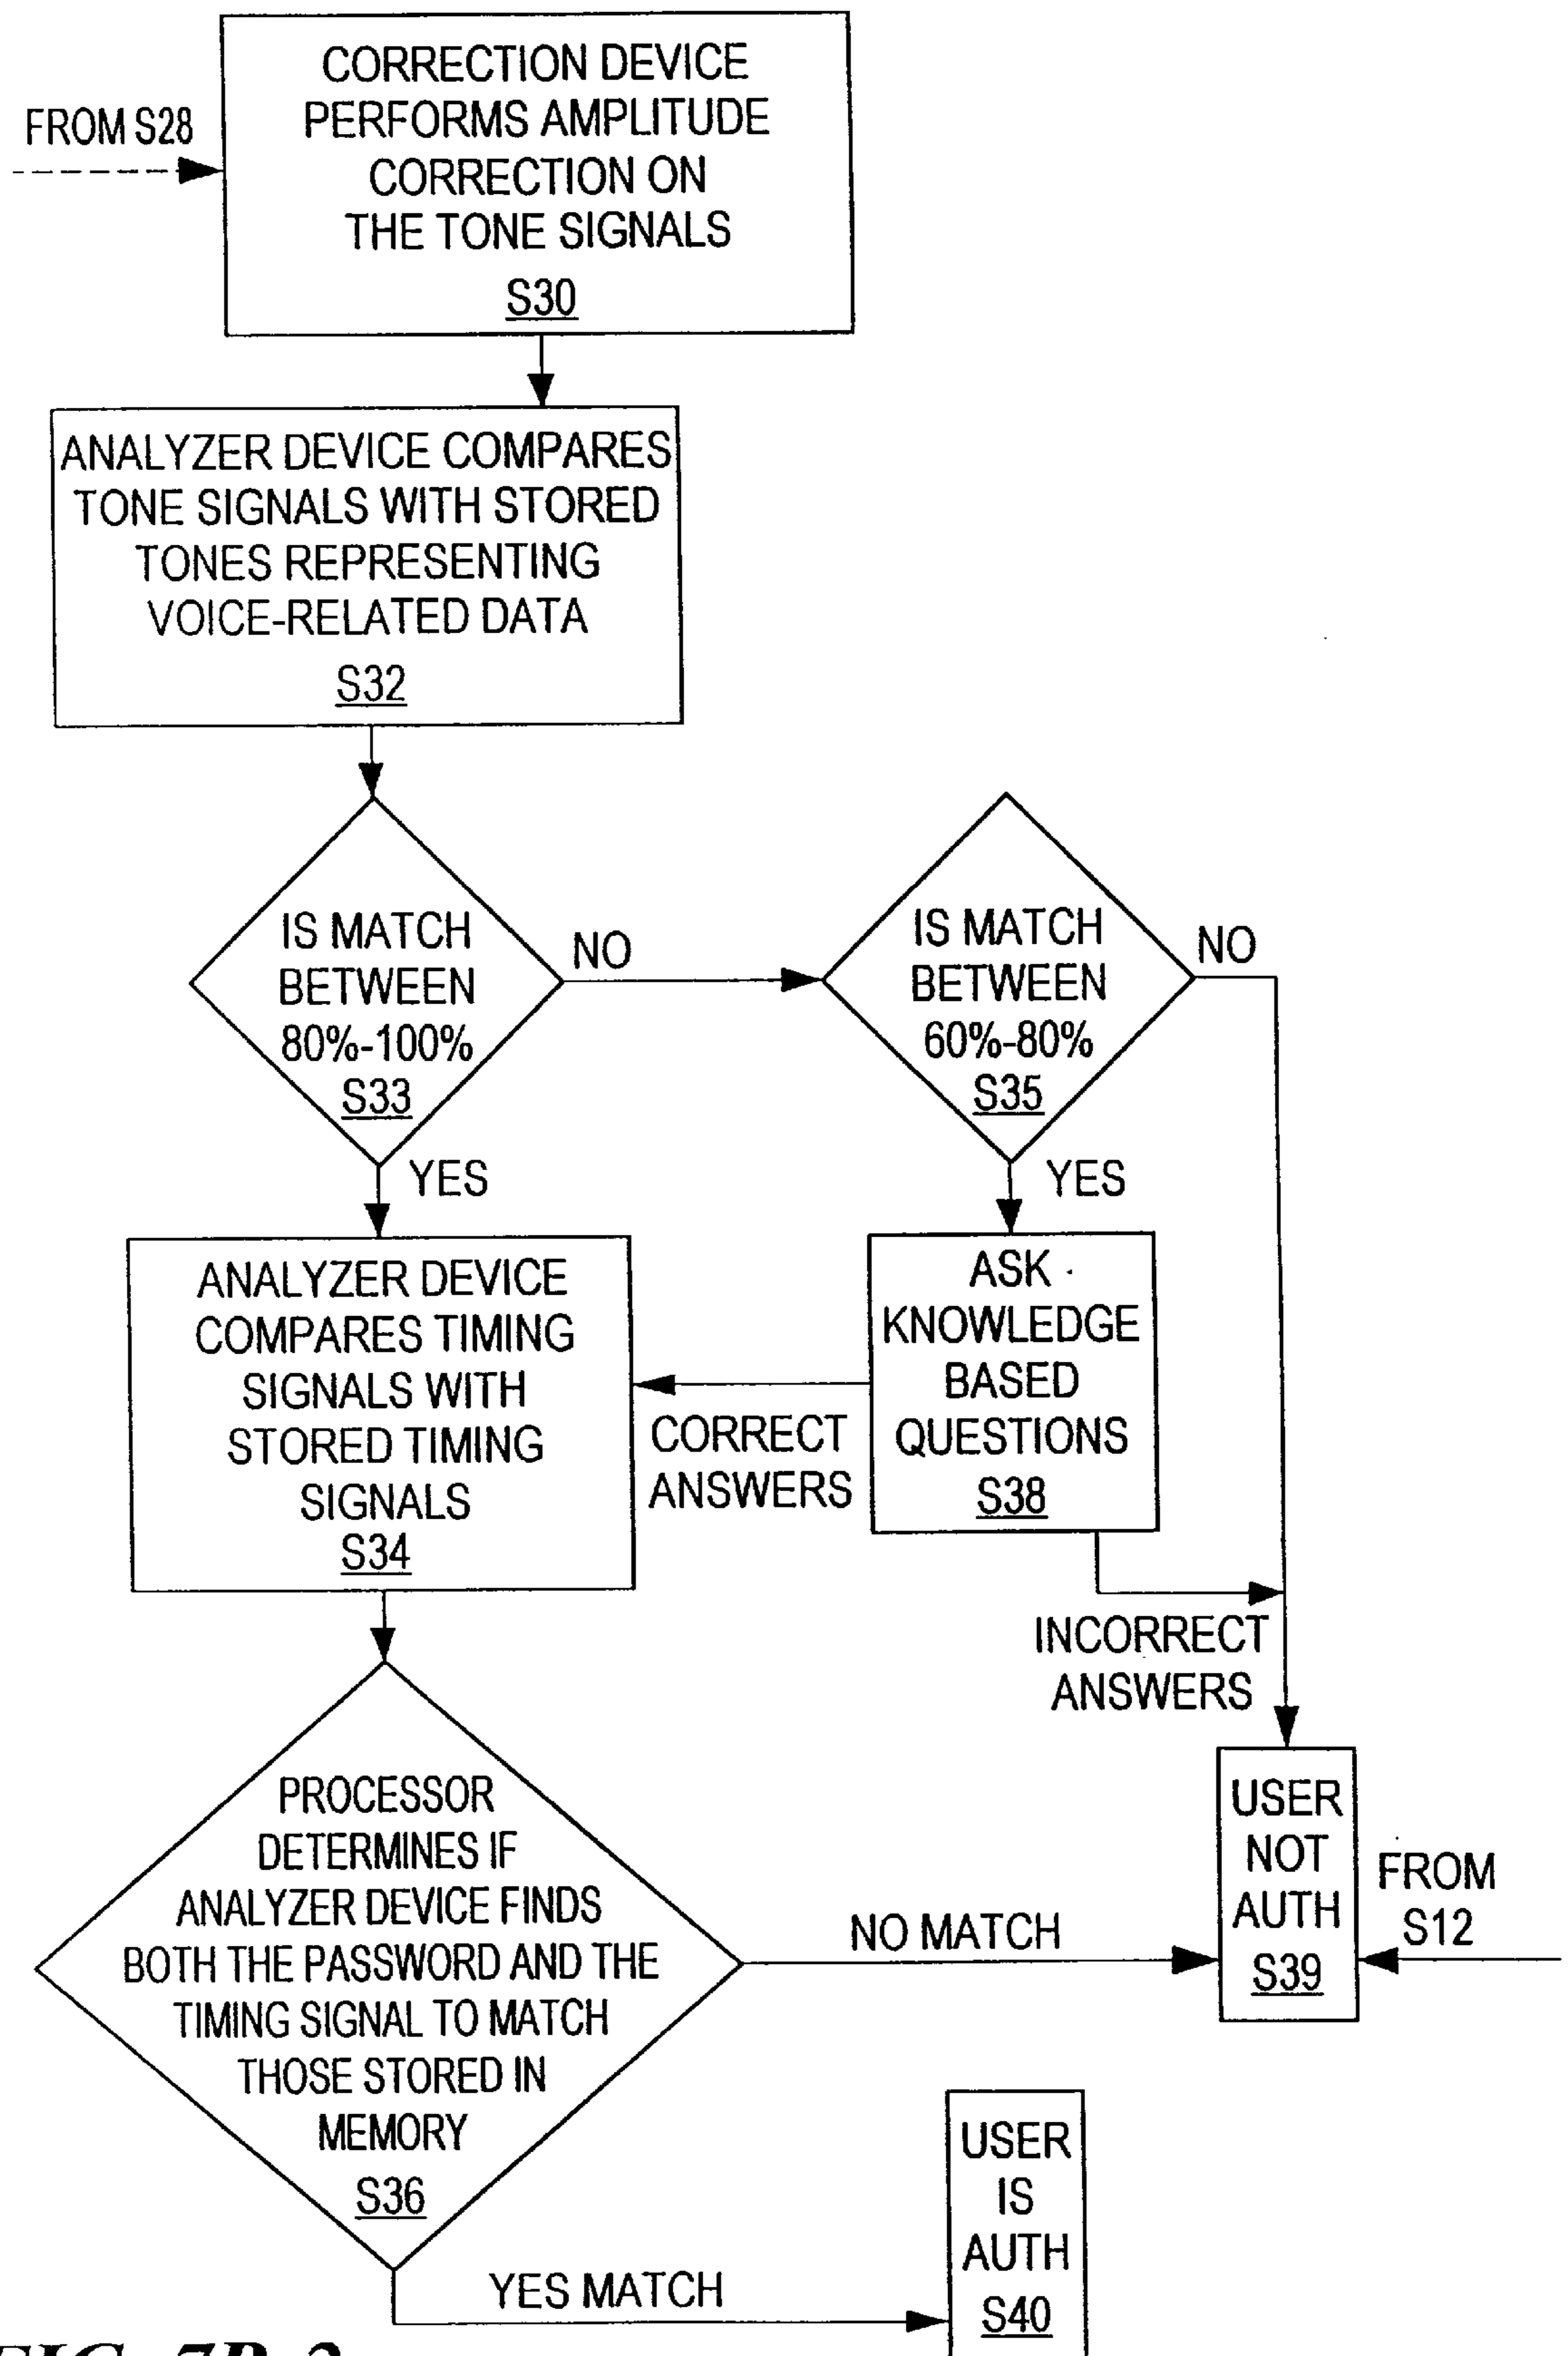 FROM S28
CORRECTION DEVICE
PERFORMS AMPLITUDE
CORRECTION ON
THE TONE SIGNALS
S30
ANALYZER DEVICE COMPARES
TONE SIGNALS WITH STORED
TONES REPRESENTING
VOICE-RELATED DATA
S32
IS MATCH
BETWEEN
80%-100%
S33
NO
YES
IS MATCH
BETWEEN
60%-80%
S35
NO
YES
ANALYZER DEVICE
COMPARES TIMING
SIGNALS WITH
STORED TIMING
SIGNALS
S34
CORRECT
ANSWERS
ASK
KNOWLEDGE
BASED
QUESTIONS
S38
INCORRECT
ANSWERS
PROCESSOR
DETERMINES IF
ANALYZER DEVICE FINDS
BOTH THE PASSWORD AND THE
TIMING SIGNAL TO MATCH
THOSE STORED IN
MEMORY
S36
NO MATCH
USER
NOT
AUTH
S39
FROM
S12
YES MATCH
USER
IS
AUTH
S40